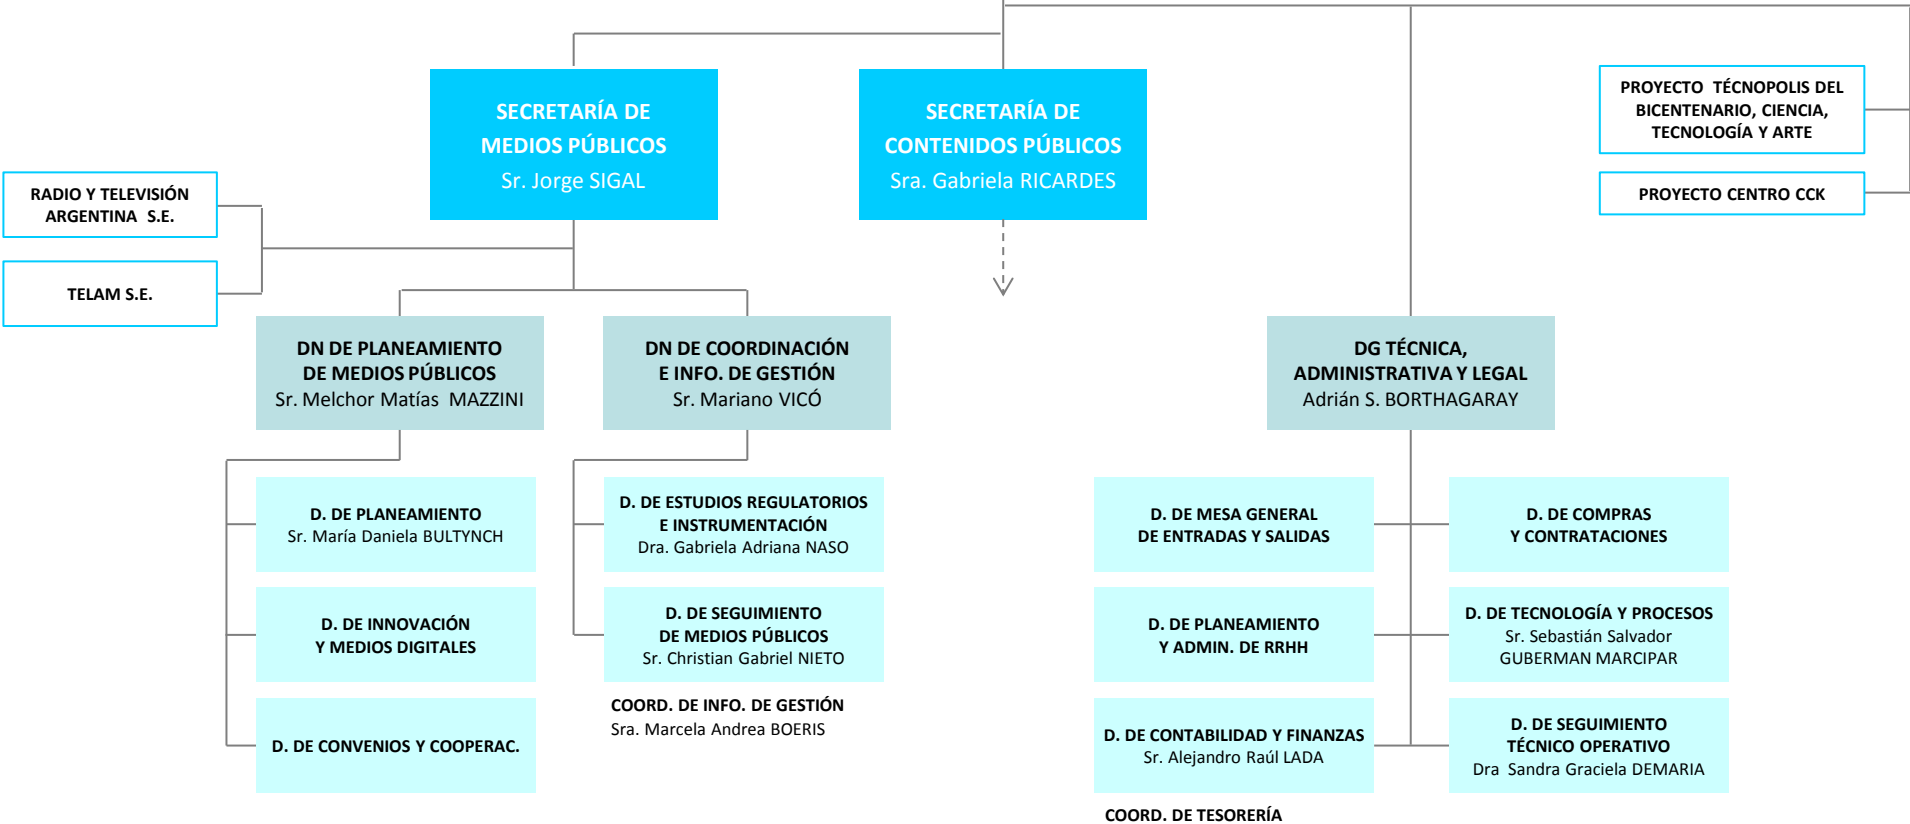 SECRETARÍA DE
MEDIOS PÚBLICOS
Sr. Jorge SIGAL
SECRETARÍA DE
CONTENIDOS PÚBLICOS
Sra. Gabriela RICARDES
PROYECTO TÉCNOPOLIS DEL
BICENTENARIO, CIENCIA,
TECNOLOGÍA Y ARTE
PROYECTO CENTRO CCK
RADIO Y TELEVISIÓN
ARGENTINA S.E.
TELAM S.E.
DN DE PLANEAMIENTO
DE MEDIOS PÚBLICOS
Sr. Melchor Matías MAZZINI
DN DE COORDINACIÓN
E INFO. DE GESTIÓN
Sr. Mariano VICÓ
DG TÉCNICA,
ADMINISTRATIVA Y LEGAL
Adrián S. BORTHAGARAY
D. DE PLANEAMIENTO
Sr. María Daniela BULTYNCH
D. DE INNOVACIÓN
Y MEDIOS DIGITALES
D. DE CONVENIOS Y COOPERAC.
D. DE ESTUDIOS REGULATORIOS
E INSTRUMENTACIÓN
Dra. Gabriela Adriana NASO
D. DE SEGUIMIENTO
DE MEDIOS PÚBLICOS
Sr. Christian Gabriel NIETO
COORD. DE INFO. DE GESTIÓN
Sra. Marcela Andrea BOERIS
D. DE MESA GENERAL
DE ENTRADAS Y SALIDAS
D. DE PLANEAMIENTO
Y ADMIN. DE RRHH
D. DE CONTABILIDAD Y FINANZAS
Sr. Alejandro Raúl LADA
COORD. DE TESORERÍA
D. DE COMPRAS
Y CONTRATACIONES
D. DE TECNOLOGÍA Y PROCESOS
Sr. Sebastián Salvador
GUBERMAN MARCIPAR
D. DE SEGUIMIENTO
TÉCNICO OPERATIVO
Dra Sandra Graciela DEMARIA